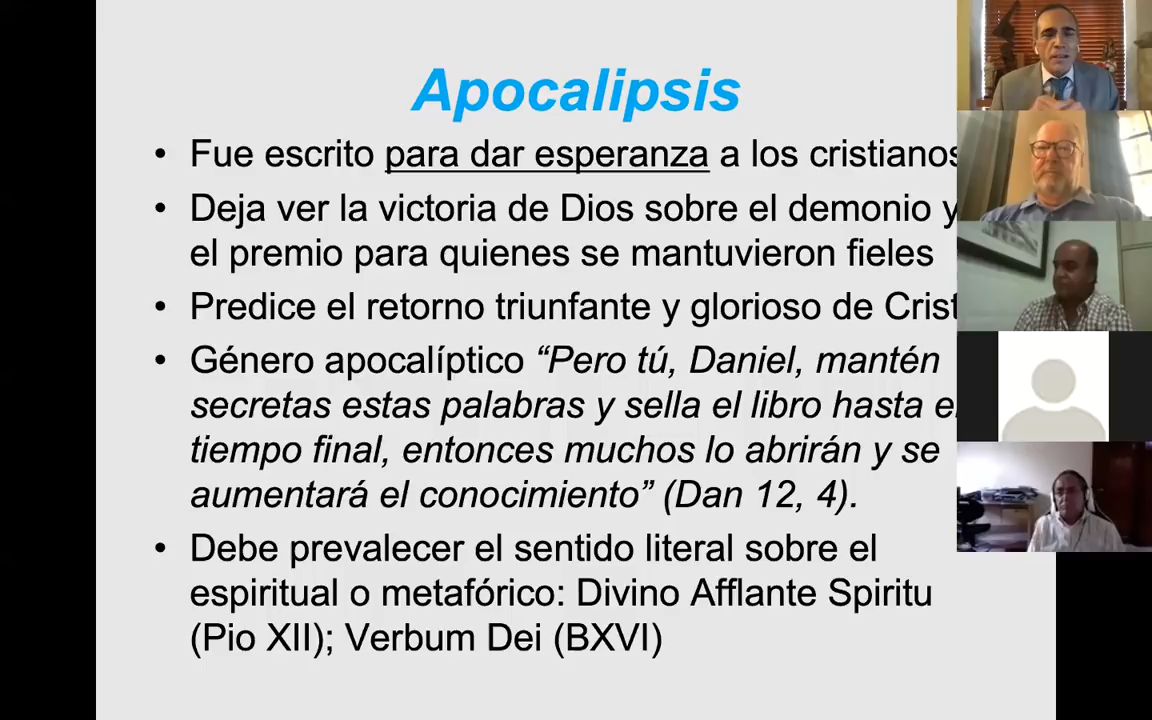 Apocalipsis
• Fue escrito para dar esperanza a los cristianos
• Deja ver la victoria de Dios sobre el demonio y
el premio para quienes se mantuvieron fieles
• Predice el retorno triunfante y glorioso de Crist
• Género apocalíptico “Pero tú, Daniel, mantén
secretas estas palabras y sella el libro hasta el
tiempo final, entonces muchos lo abrirán y se
aumentará el conocimiento” (Dan 12, 4).
• Debe prevalecer el sentido literal sobre el
espiritual o metafórico: Divino Afflante Spiritu
(Pio XII); Verbum Dei (BXVI)